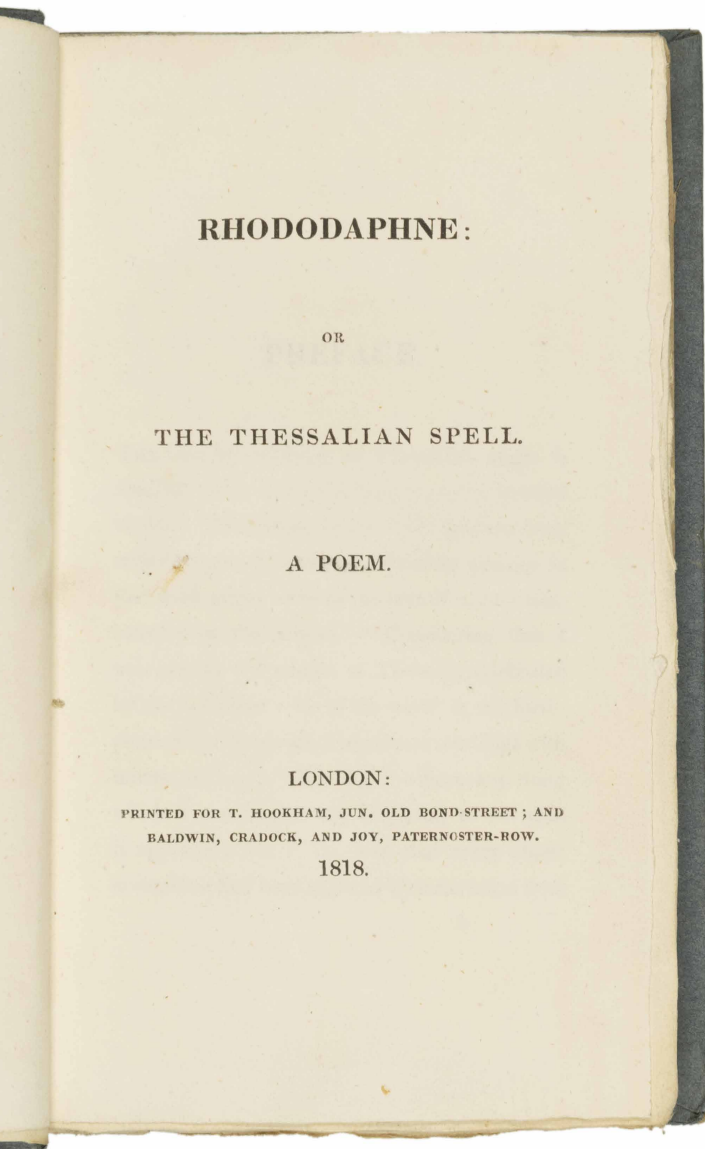 RHODODAPHNE:
OR
THE THESSALIAN SPELL.
A POEM.
LONDON:
PRINTED FOR T. HOOKHAM, JUN. OLD BOND-STREET; AND
BALDWIN, CRADOCK, AND JOY, PATERNOSTER-ROW.
1818.